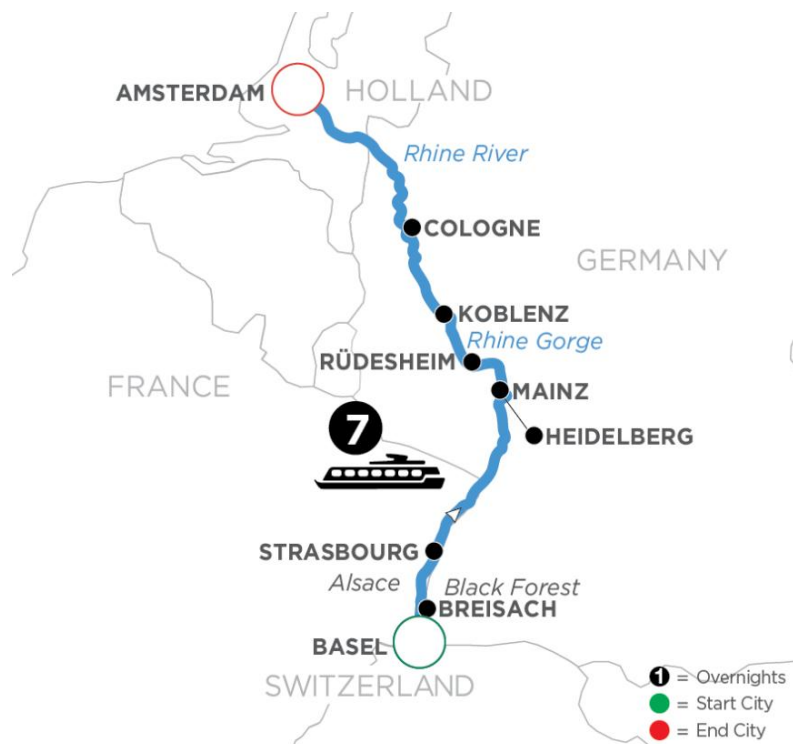 AMSTERDAM
HOLLAND
Rhine River
COLOGNE
GERMANY
KOBLENZ
Rhine Gorge
RÜDESHEIM
FRANCE
MAINZ
7
HEIDELBERG
STRASBOURG
Alsace
Black Forest
BREISACH
BASEL
SWITZERLAND
1 = Overnights
= Start City
= End City